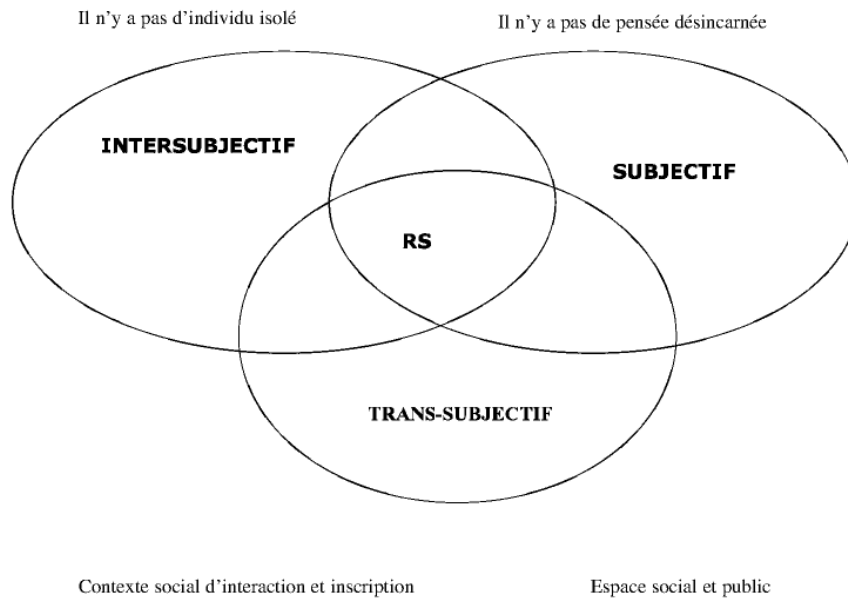 Il n'y a pas d'individu isolé
Il n'y a pas de pensée désincarnée
INTERSUBJECTIF
SUBJECTIF
RS
TRANS-SUBJECTIF
Contexte social d'interaction et inscription
Espace social et public